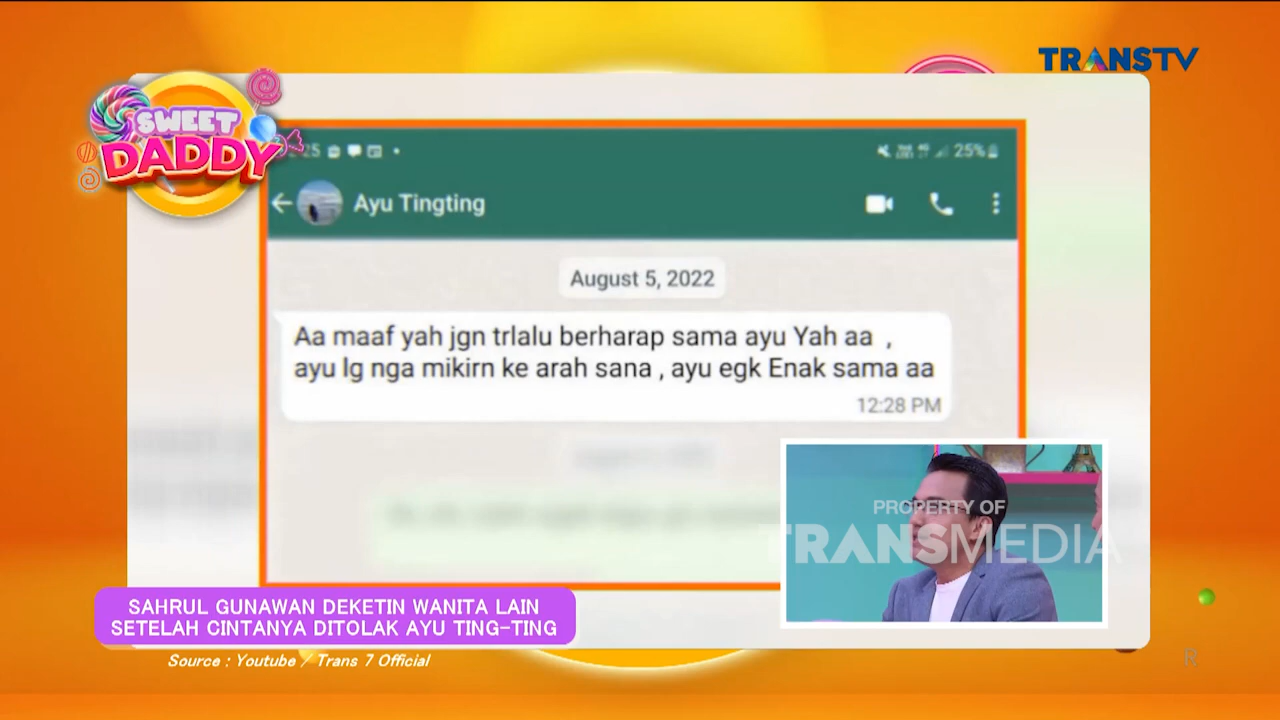 TRANSTV
SWEET
DADDY
25%
Ayu Tingting
August 5, 2022
Aa maaf yah jgn trlalu berharap sama ayu Yah aa ,
ayu lg nga mikirn ke arah sana , ayu egk Enak sama aa
12:28 PM
PROPERTY OF
TRANSMEDIA
SAHRUL GUNAWAN DEKETIN WANITA LAIN
SETELAH CINTANYA DITOLAK AYU TING-TING
Source : Youtube / Trans 7 Official
R